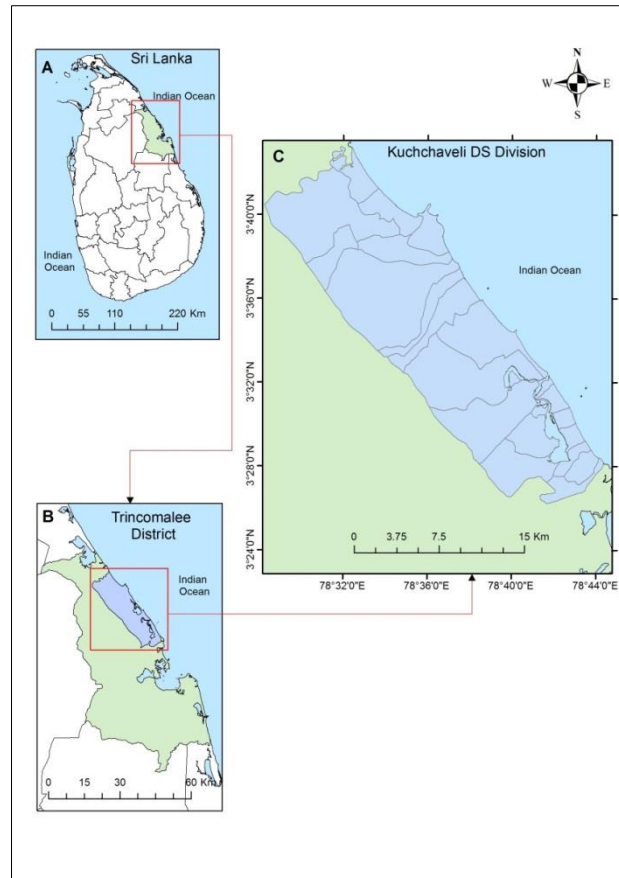 A
Sri Lanka
Indian Ocean
Indian
Ocean
0 55 110 220 Km
N
W E
S
C
Kuchchaveli DS Division
Indian Ocean
3°40'0"N
3°36'0"N
3°32'0"N
3°28'0"N
3°24'0"N
0 3.75 7.5 15 Km
78°32'0"E 78°36'0"E 78°40'0"E 78°44'0"E
B
Trincomalee
District
Indian
Ocean
0 15 30 60 Km